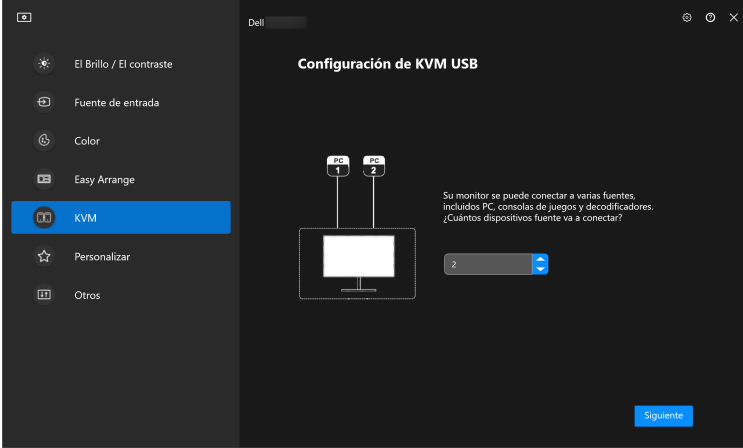 Dell
El Brillo / El contraste
Fuente de entrada
Color
Easy Arrange
KVM
Personalizar
Otros
Configuración de KVM USB
PC
1
PC
2
Su monitor se puede conectar a varias fuentes,
incluidos PC, consolas de juegos y decodificadores.
¿Cuántos dispositivos fuente va a conectar?
2
Siguiente